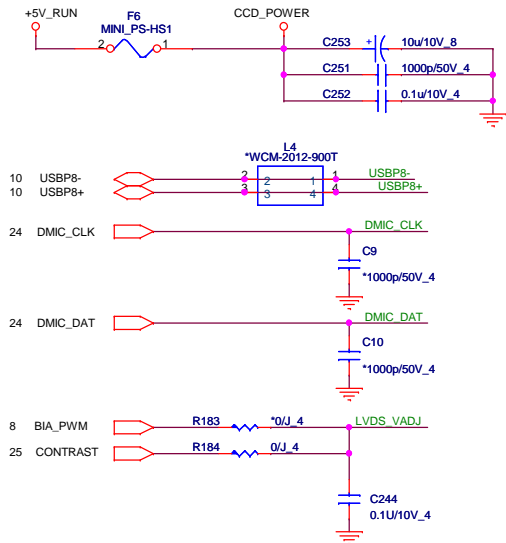 +5V_RUN
F6
MINI_PS-HS1
CCD_POWER
2
1
C253
+
10u/10V_8
C251
1000p/50V_4
C252
0.1u/10V_4
L4
*WCM-2012-900T
10 USBP8-
2
2
1
1
USBP8-
10 USBP8+
3
3
4
4
USBP8+
24 DMIC_CLK
DMIC_CLK
C9
*1000p/50V_4
24 DMIC_DAT
DMIC_DAT
C10
*1000p/50V_4
8 BIA_PWM
R183
*0/J_4
LVDS_VADJ
25 CONTRAST
R184
0/J_4
C244
0.1U/10V_4